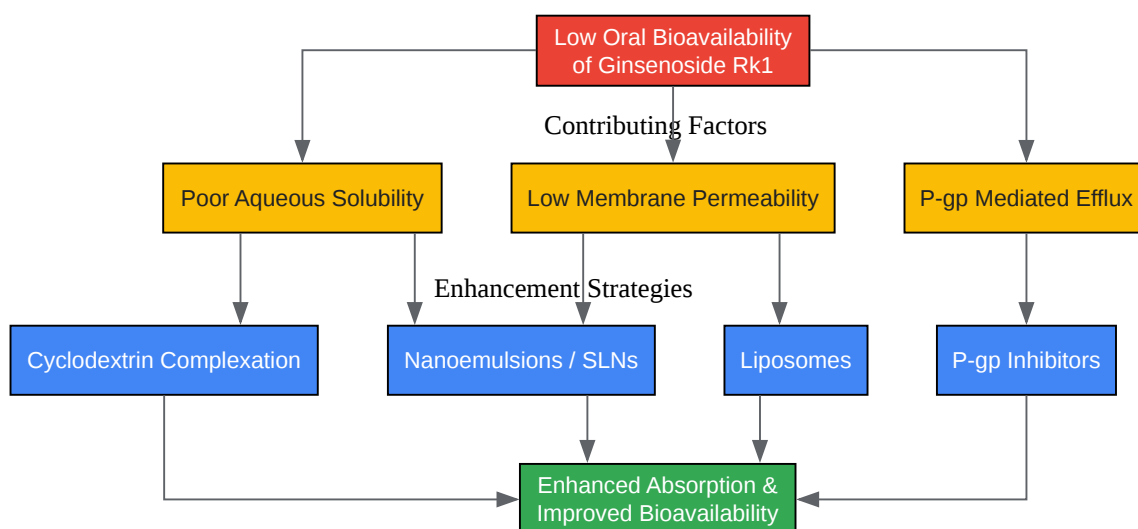 Low Oral Bioavailability
of Ginsenoside Rk1
Contributing Factors
Poor Aqueous Solubility
Low Membrane Permeability
P-gp Mediated Efflux
Enhancement Strategies
Cyclodextrin Complexation
Nanoemulsions / SLNs
Liposomes
P-gp Inhibitors
Enhanced Absorption &
Improved Bioavailability